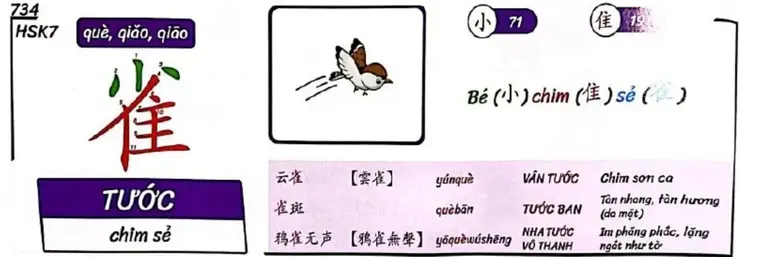 734
HSK7
què, qiǎo, qiāo
雀
TƯỚC
chim sẻ
小 71
隹
Bé (小) chim (隹) sẻ (雀)
云雀 【雲雀】 yúnquè VÂN TƯỚC Chim sơn ca
雀斑 quèbān TƯỚC BAN Tàn nhang, tàn hương (da mặt)
鸦雀无声 【鴉雀無聲】 yāquèwúshēng NHA TƯỚC VÔ THANH Im phăng phắc, lặng ngắt như tờ